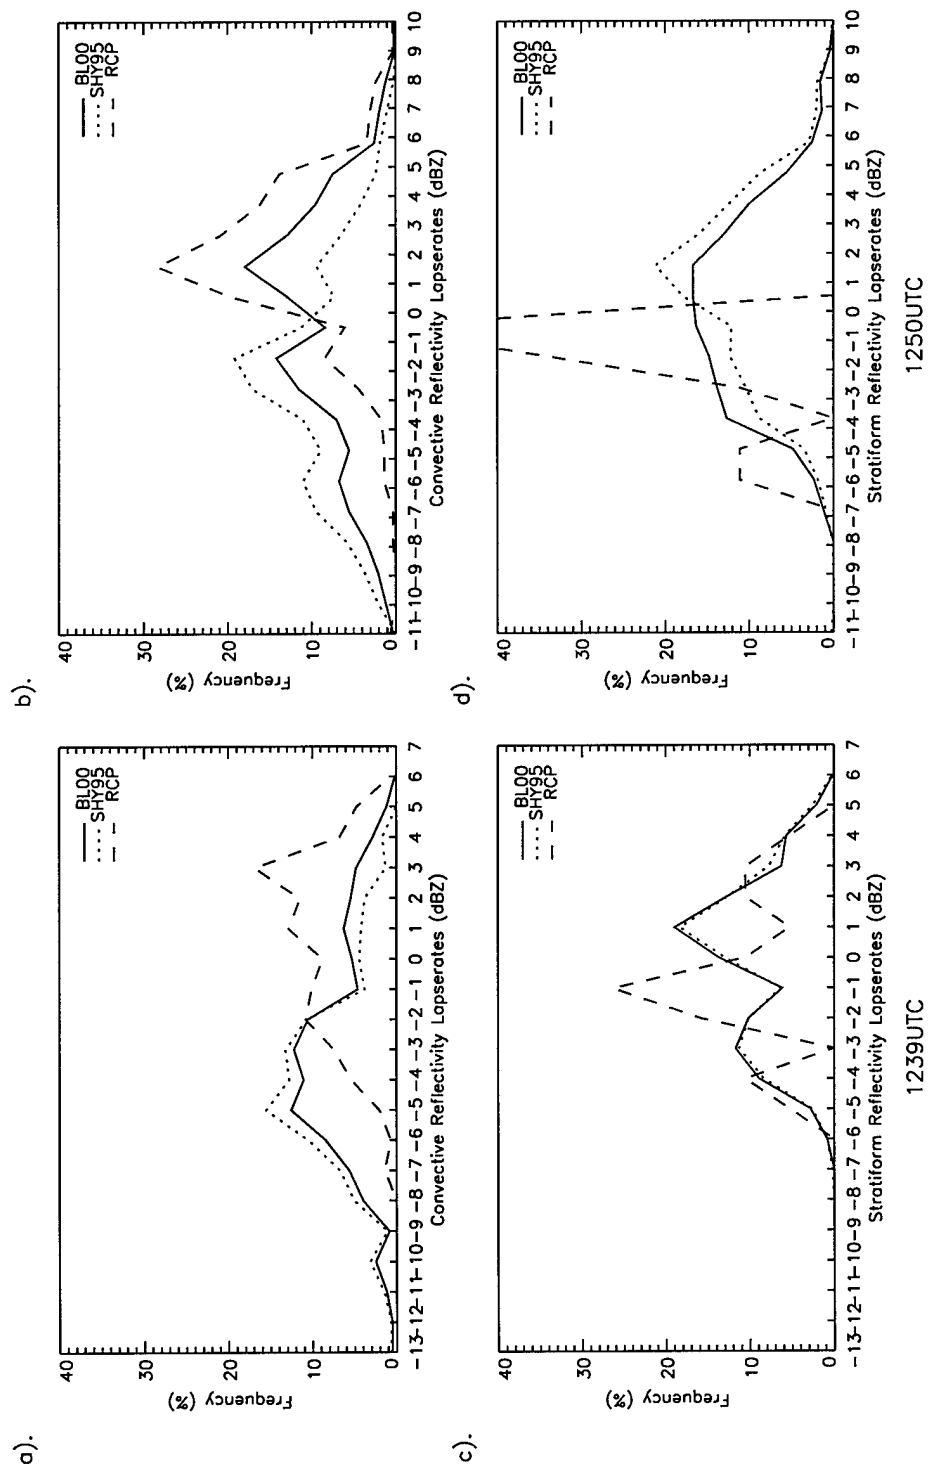 a).
40
30
20
10
0
Frequency (%)
BL00
SHY95
RCP
-13-12-11-10-9 -8 -7 -6 -5 -4 -3 -2 -1 0 1 2 3 4 5 6 7
Convective Reflectivity Lapserates (dBZ)
b).
40
30
20
10
0
Frequency (%)
BL00
SHY95
RCP
-11-10-9 -8 -7 -6 -5 -4 -3 -2 -1 0 1 2 3 4 5 6 7 8 9 10
Convective Reflectivity Lapserates (dBZ)
c).
40
30
20
10
0
Frequency (%)
BL00
SHY95
RCP
-13-12-11-10-9 -8 -7 -6 -5 -4 -3 -2 -1 0 1 2 3 4 5 6 7
Stratiform Reflectivity Lapserates (dBZ)
1239UTC
d).
40
30
20
10
0
Frequency (%)
BL00
SHY95
RCP
-11-10-9 -8 -7 -6 -5 -4 -3 -2 -1 0 1 2 3 4 5 6 7 8 9 10
Stratiform Reflectivity Lapserates (dBZ)
1250UTC